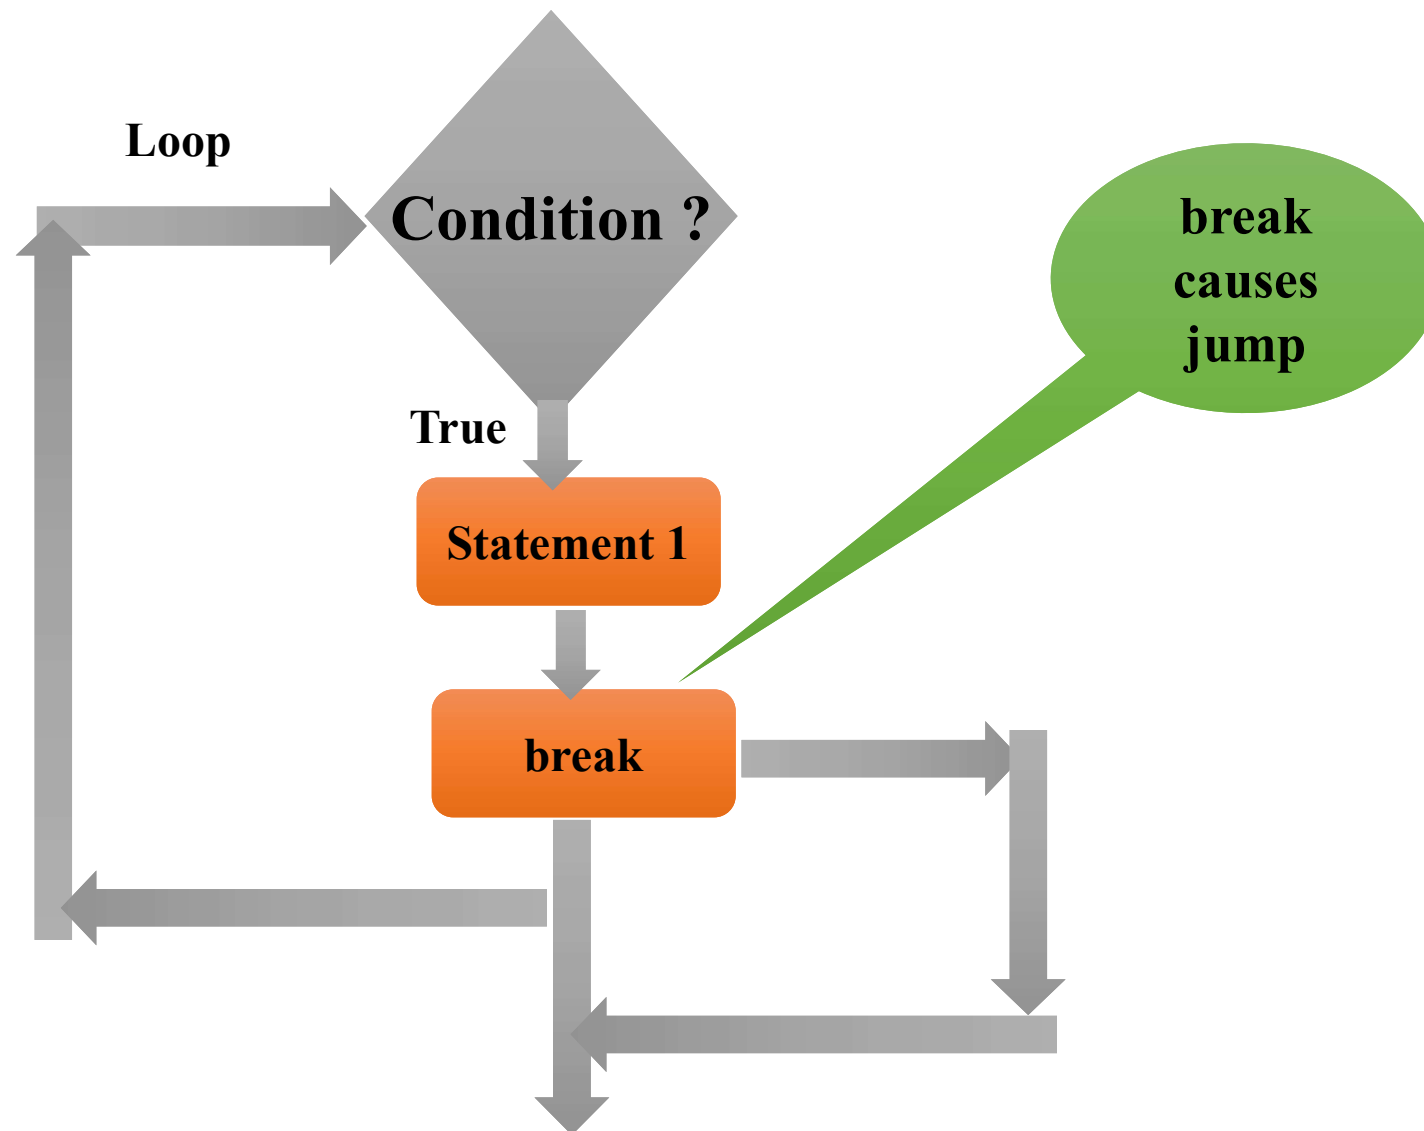 Loop
Condition ?
break
causes
jump
True
Statement 1
break